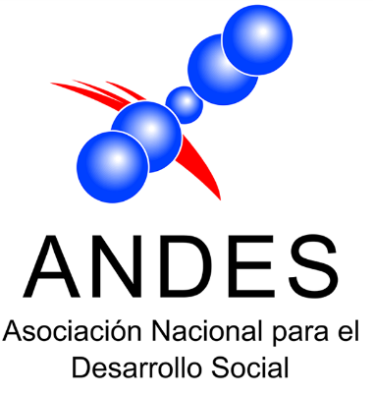 ANDES
Asociación Nacional para el
Desarrollo Social